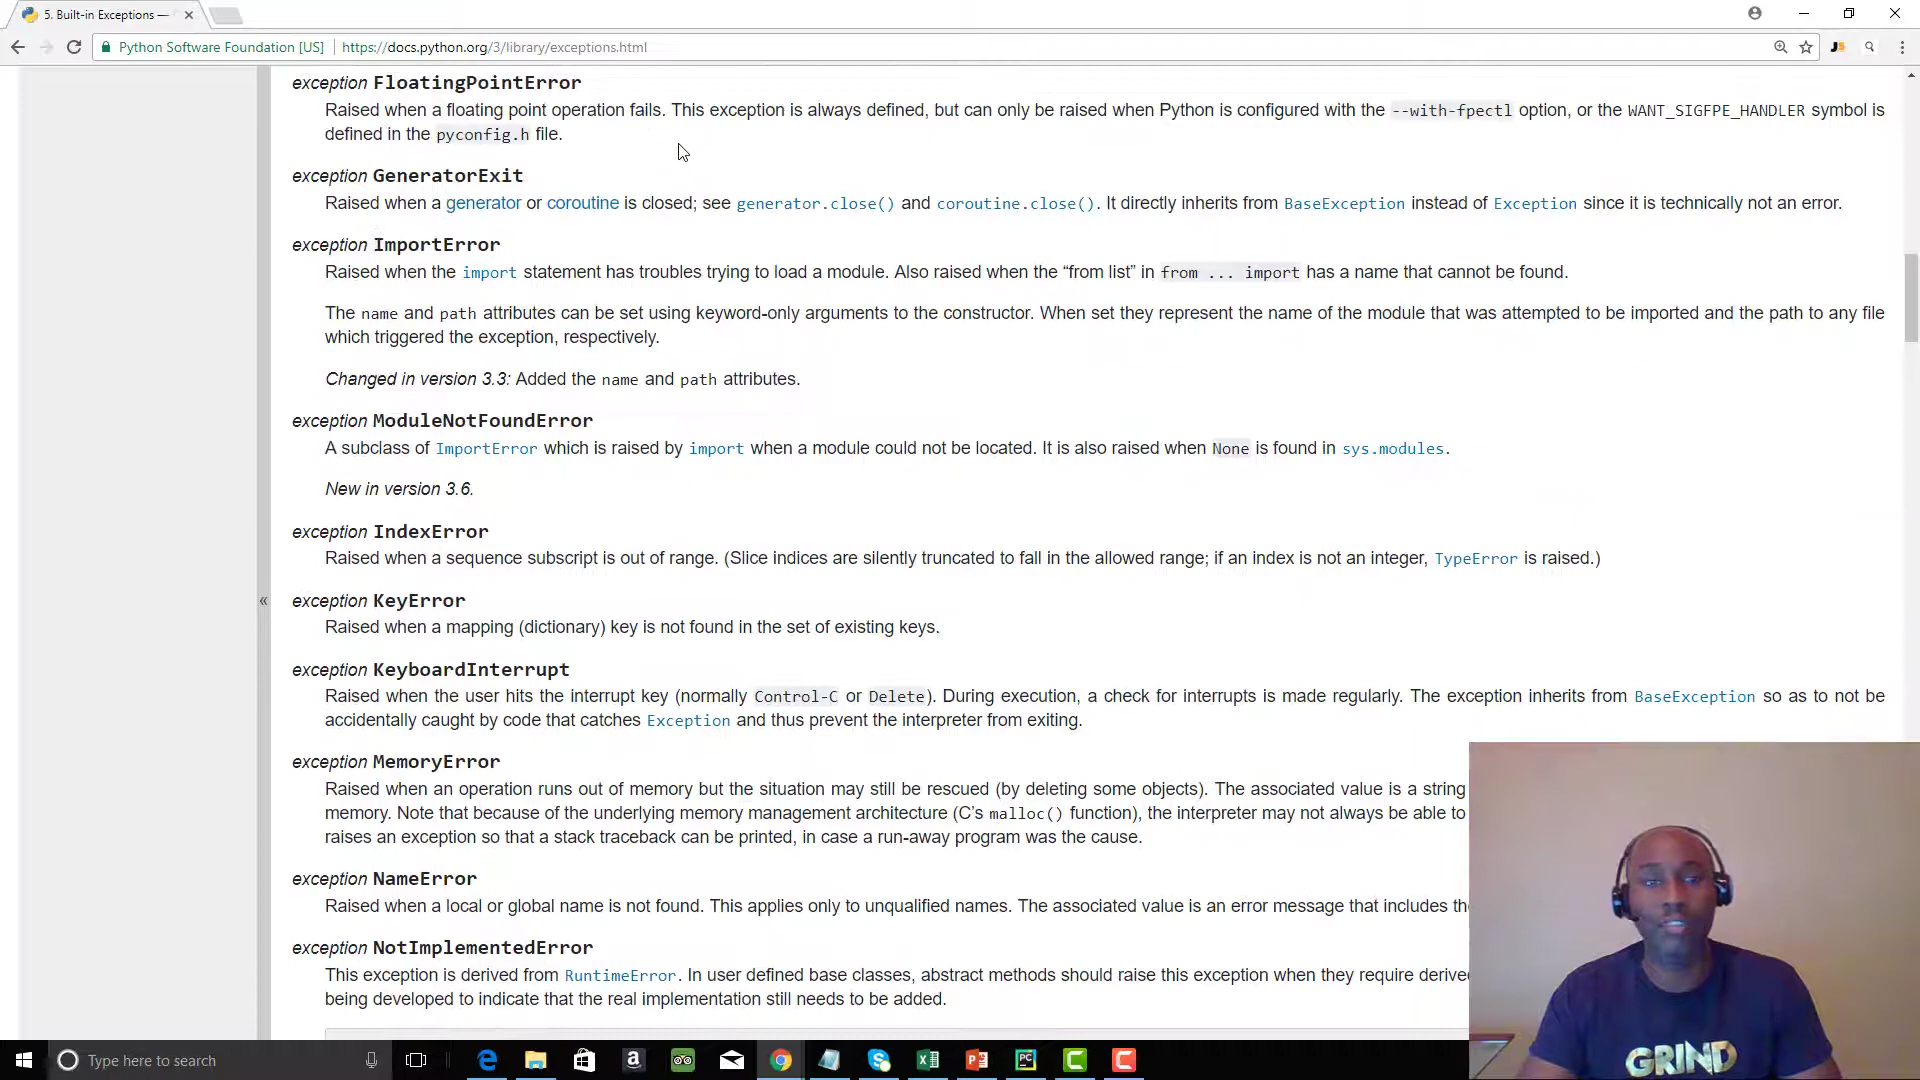 5. Built-in Exceptions —
Python Software Foundation [US] https://docs.python.org/3/library/exceptions.html
exception FloatingPointError
Raised when a floating point operation fails. This exception is always defined, but can only be raised when Python is configured with the --with-fpectl option, or the WANT_SIGFPE_HANDLER symbol is
defined in the pyconfig.h file.
exception GeneratorExit
Raised when a generator or coroutine is closed; see generator.close() and coroutine.close(). It directly inherits from BaseException instead of Exception since it is technically not an error.
exception ImportError
Raised when the import statement has troubles trying to load a module. Also raised when the “from list” in from ... import has a name that cannot be found.
The name and path attributes can be set using keyword-only arguments to the constructor. When set they represent the name of the module that was attempted to be imported and the path to any file
which triggered the exception, respectively.
Changed in version 3.3: Added the name and path attributes.
exception ModuleNotFoundError
A subclass of ImportError which is raised by import when a module could not be located. It is also raised when None is found in sys.modules.
New in version 3.6.
exception IndexError
Raised when a sequence subscript is out of range. (Slice indices are silently truncated to fall in the allowed range; if an index is not an integer, TypeError is raised.)
«
exception KeyError
Raised when a mapping (dictionary) key is not found in the set of existing keys.
exception KeyboardInterrupt
Raised when the user hits the interrupt key (normally Control-C or Delete). During execution, a check for interrupts is made regularly. The exception inherits from BaseException so as to not be
accidentally caught by code that catches Exception and thus prevent the interpreter from exiting.
exception MemoryError
Raised when an operation runs out of memory but the situation may still be rescued (by deleting some objects). The associated value is a string
memory. Note that because of the underlying memory management architecture (C’s malloc() function), the interpreter may not always be able to
raises an exception so that a stack traceback can be printed, in case a run-away program was the cause.
exception NameError
Raised when a local or global name is not found. This applies only to unqualified names. The associated value is an error message that includes the
exception NotImplementedError
This exception is derived from RuntimeError. In user defined base classes, abstract methods should raise this exception when they require derive
being developed to indicate that the real implementation still needs to be added.
GRIND
Type here to search